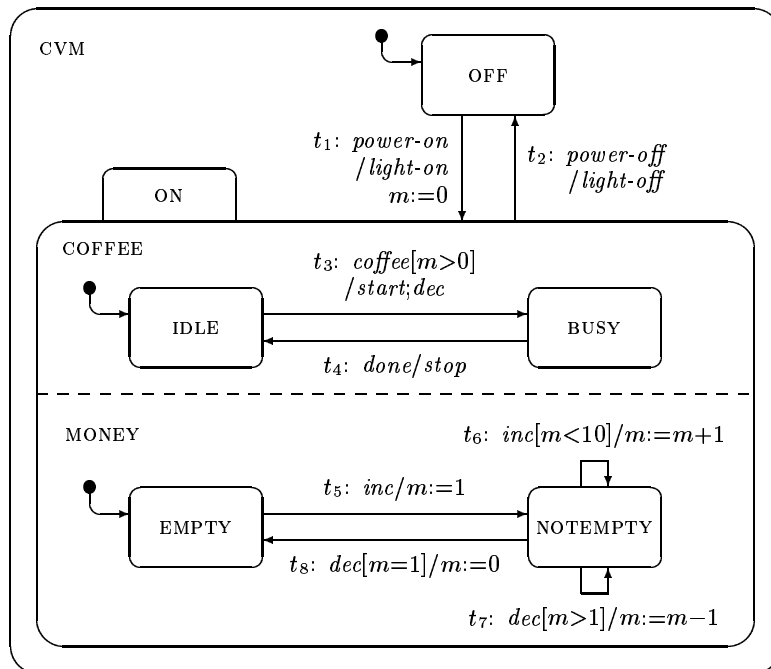 CVM
OFF
t₁: power-on
/light-on
m:=0
t₂: power-off
/light-off
ON
COFFEE
t₃: coffee[m>0]
/start;dec
IDLE
BUSY
t₄: done/stop
MONEY
t₆: inc[m<10]/m:=m+1
t₅: inc/m:=1
EMPTY
NOTEMPTY
t₈: dec[m=1]/m:=0
t₇: dec[m>1]/m:=m−1